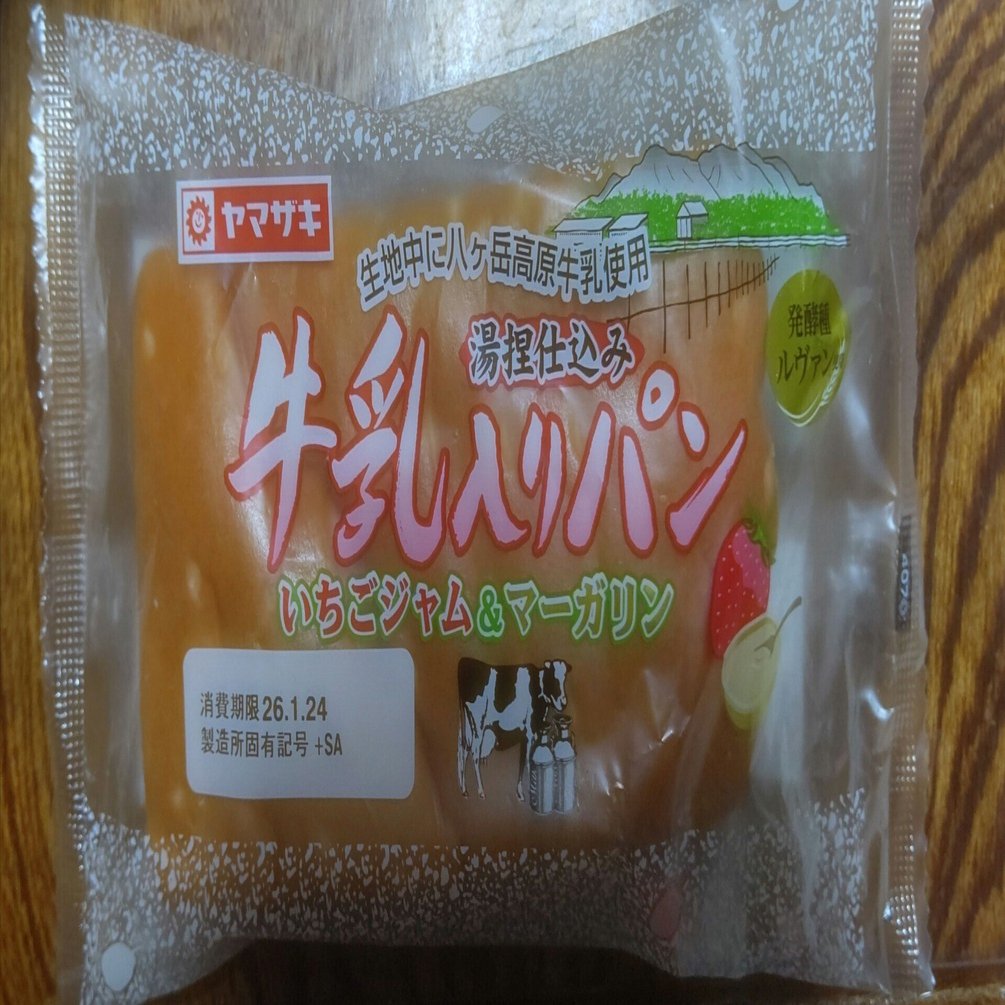 ヤマザキ
生地中に八ヶ岳高原牛乳使用
湯捏仕込み
発酵種
ルヴァン
牛乳入りパン
いちごジャム&マーガリン
消費期限 26.1.24
製造所固有記号 +SA